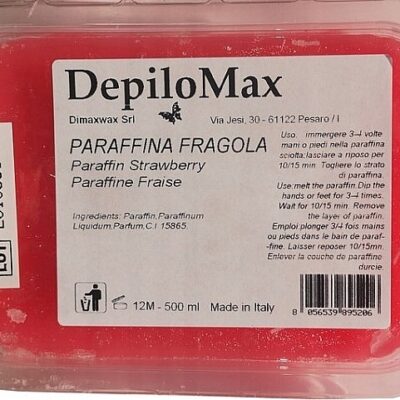 DepiloMax
Dimaxwax Srl
Via Jesi, 30 - 61122 Pesaro / I
PARAFFINA FRAGOLA
Paraffin Strawberry
Paraffine Fraise
Ingredients: Paraffin,Paraffinum
Liquidum,Parfum,C.I 15865.
Uso. immergere 3-4 volte
mani o piedi nella paraffina
sciolta,lasciare a riposo per
10/15 min. Togliere lo strato
di paraffina.
Use.melt the paraffin.Dip the
hands or feet for 3-4 times.
Wait for 10/15 min. Remove
the layer of paraffin.
Emploi plonger 3/4 fois mains
ou pieds dans le bain de paraf-
-fine. Laisser reposer 10/15mn.
Enlever la couche de paraffine
durcie.
12M - 500 ml
Made in Italy
8 056539 895206
LOT